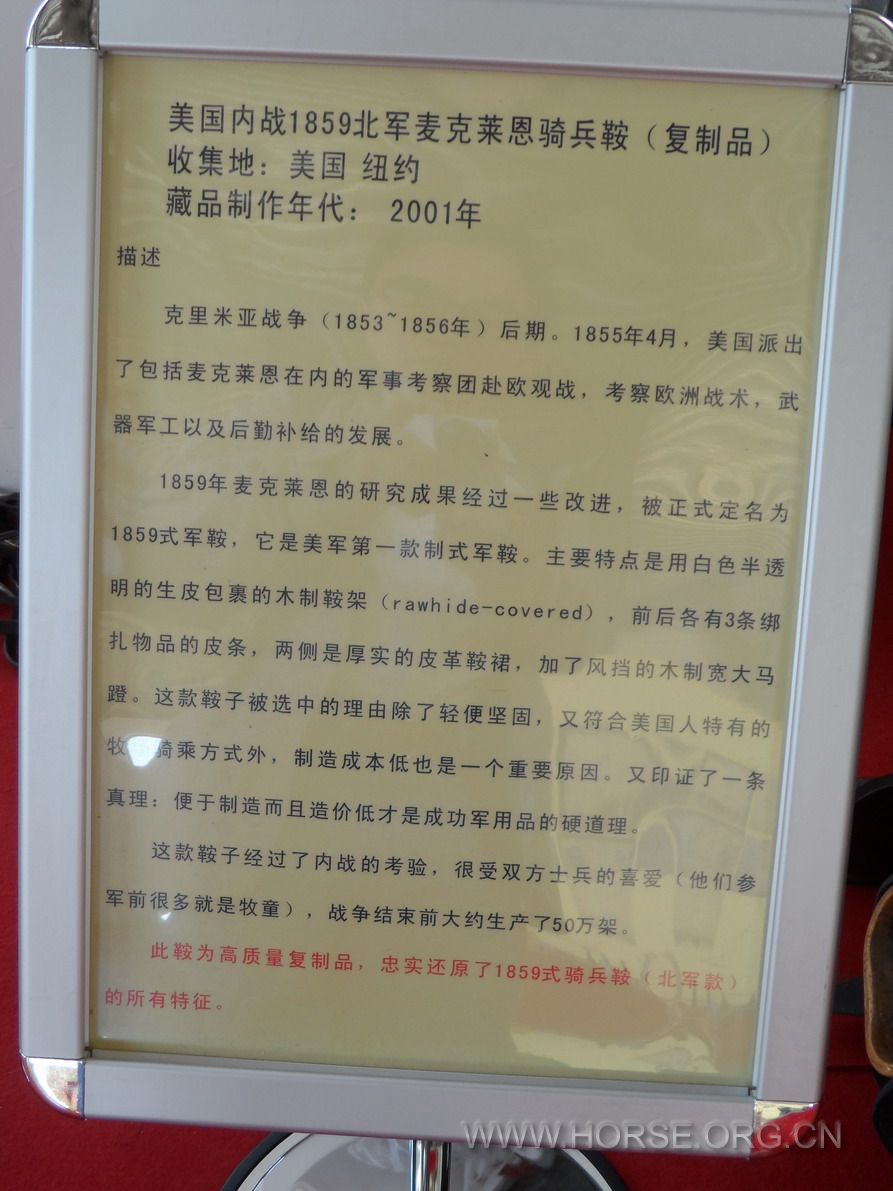 美国内战1859北军麦克莱恩骑兵鞍（复制品）
收集地：美国 纽约
藏品制作年代： 2001年
描述
克里米亚战争（1853~1856年）后期。1855年4月，美国派出
了包括麦克莱恩在内的军事考察团赴欧观战，考察欧洲战术，武
器军工以及后勤补给的发展。
1859年麦克莱恩的研究成果经过一些改进，被正式定名为
1859式军鞍，它是美军第一款制式军鞍。主要特点是用白色半透
明的生皮包裹的木制鞍架（rawhide-covered），前后各有3条绑
扎物品的皮条，两侧是厚实的皮革鞍裙，加了风挡的木制宽大马
蹬。这款鞍子被选中的理由除了轻便坚固，又符合美国人特有的
牧 骑乘方式外，制造成本低也是一个重要原因。又印证了一条
真理：便于制造而且造价低才是成功军用品的硬道理。
这款鞍子经过了内战的考验，很受双方士兵的喜爱（他们参
军前很多就是牧童），战争结束前大约生产了50万架。
此鞍为高质量复制品，忠实还原了1859式骑兵鞍（北军款）
的所有特征。
WWW.HORSE.ORG.CN